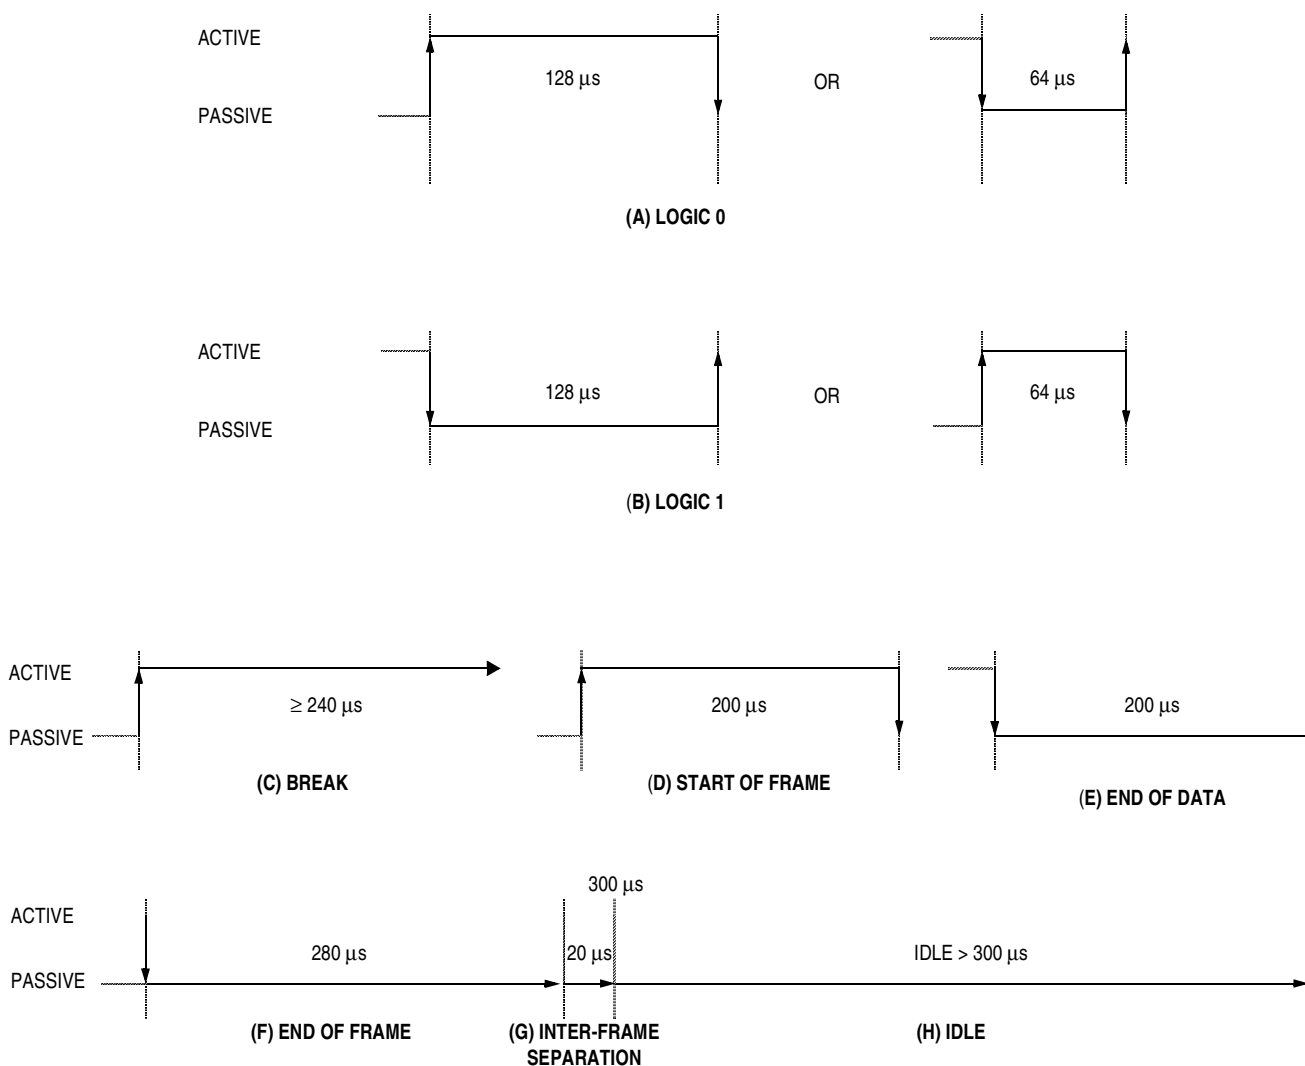 ACTIVE
128 μs
OR
64 μs
PASSIVE
(A) LOGIC 0
ACTIVE
128 μs
OR
64 μs
PASSIVE
(B) LOGIC 1
ACTIVE
≥ 240 μs
200 μs
200 μs
PASSIVE
(C) BREAK
(D) START OF FRAME
(E) END OF DATA
300 μs
ACTIVE
280 μs
20 μs
IDLE > 300 μs
PASSIVE
(F) END OF FRAME
(G) INTER-FRAME
SEPARATION
(H) IDLE